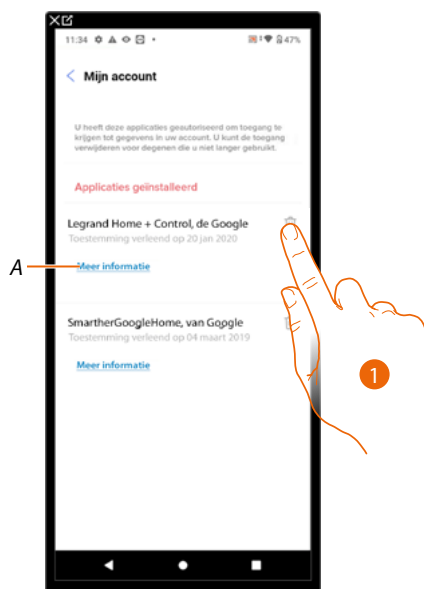 11:34
47%
Mijn account
U heeft deze applicaties geautoriseerd om toegang te
krijgen tot gegevens in uw account. U kunt de toegang
verwijderen voor degenen die u niet langer gebruikt.
Applicaties geïnstalleerd
Legrand Home + Control, de Google
Toestemming verleend op 20 jan 2020
A
Meer informatie
SmartherGoogleHome, van Google
Toestemming verleend op 04 maart 2019
Meer informatie
1